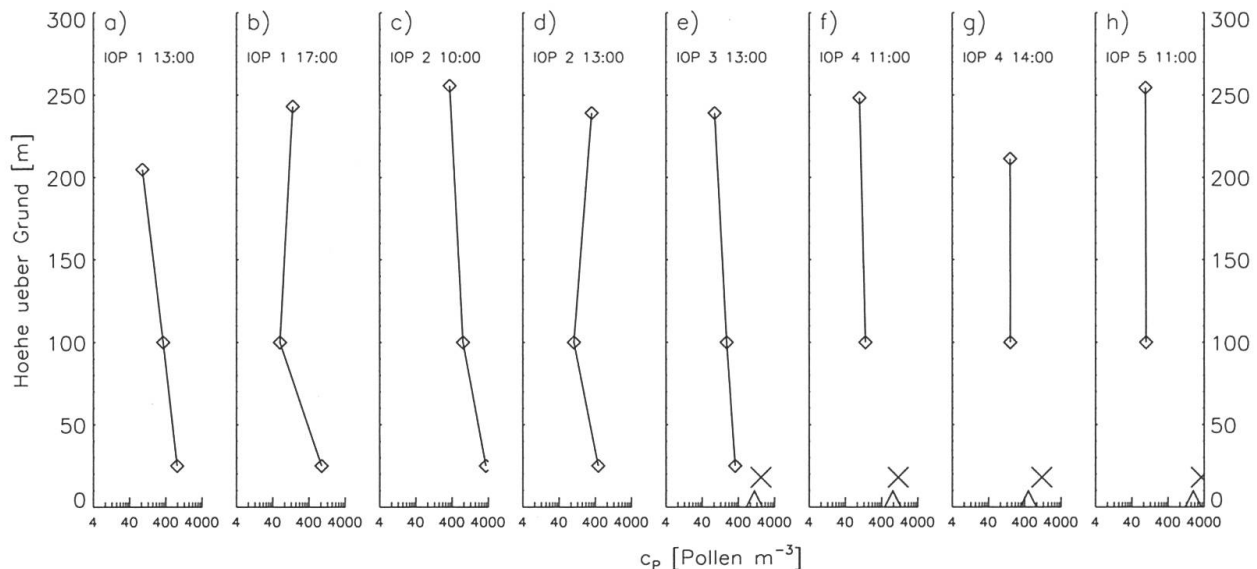 300 a) b) c) d) e) f) g) h) 300
IOP 1 13:00 IOP 1 17:00 IOP 2 10:00 IOP 2 13:00 IOP 3 13:00 IOP 4 11:00 IOP 4 14:00 IOP 5 11:00
250 250
200 200
150 150
100 100
50 50
0 0
4 40 400 4000 4 40 400 4000 4 40 400 4000 4 40 400 4000 4 40 400 4000 4 40 400 4000 4 40 400 4000 4 40 400 4000
Hoehe ueber Grund [m]
c_P [Pollen m⁻³]